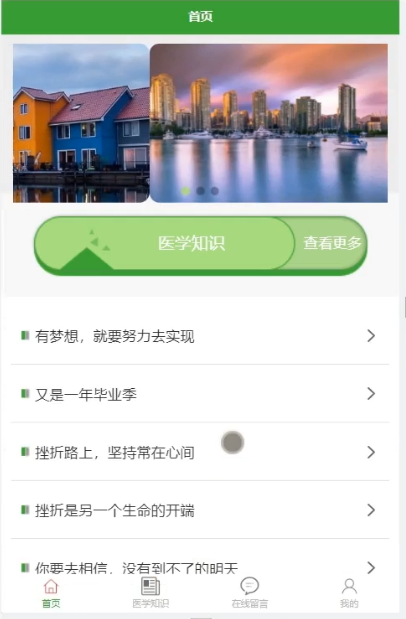 首页
医学知识
查看更多
有梦想，就要努力去实现
又是一年毕业季
挫折路上，坚持常在心间
挫折是另一个生命的开端
你要去相信，没有到不了的明天
首页
医学知识
在线留言
我的